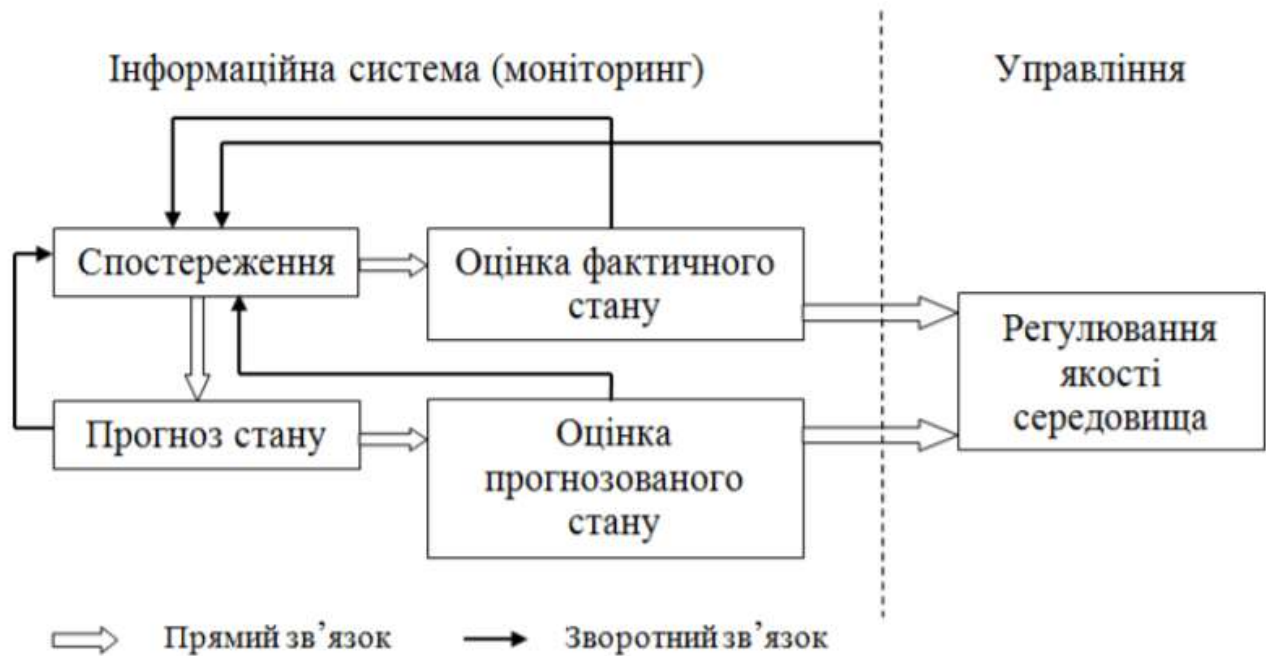 Інформаційна система (моніторинг)
Управління
Спостереження
Оцінка фактичного
стану
Регулювання
якості
середовища
Прогноз стану
Оцінка
прогнозованого
стану
Прямий зв’язок
Зворотний зв’язок